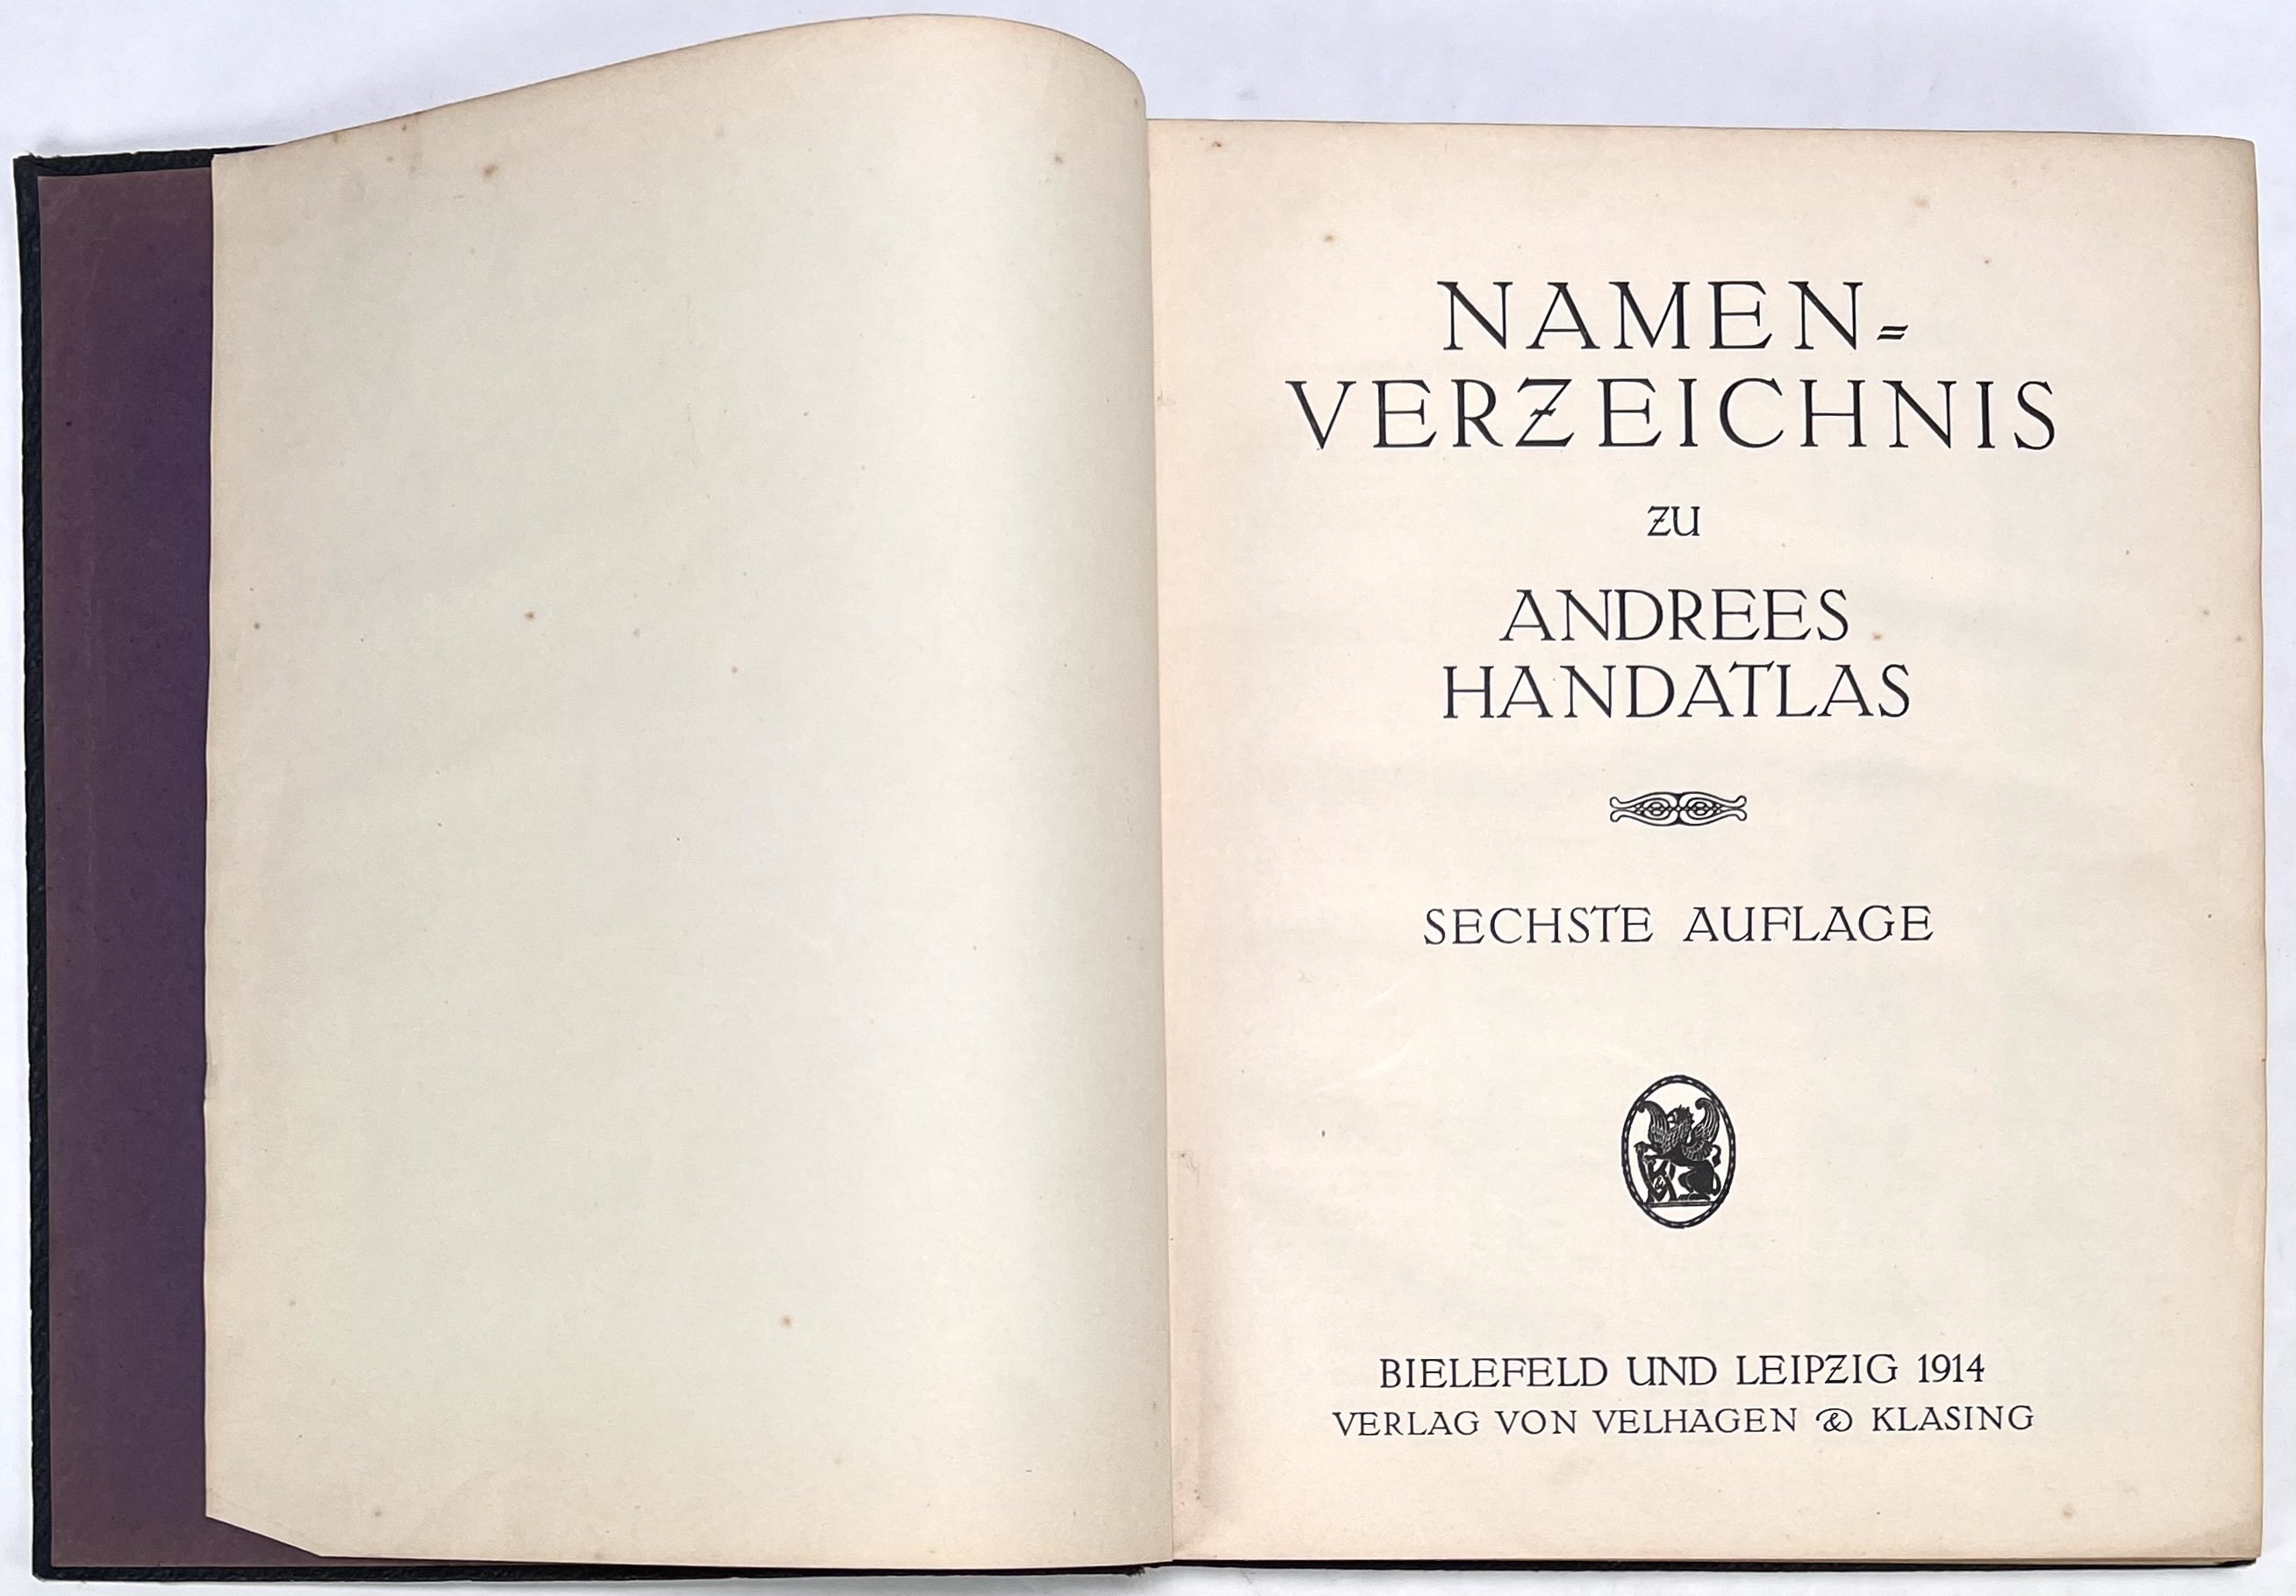 NAMEN-
VERZEICHNIS
ZU
ANDREES
HANDATLAS
SECHSTE AUFLAGE
BIELEFELD UND LEIPZIG 1914
VERLAG VON VELHAGEN & KLASING